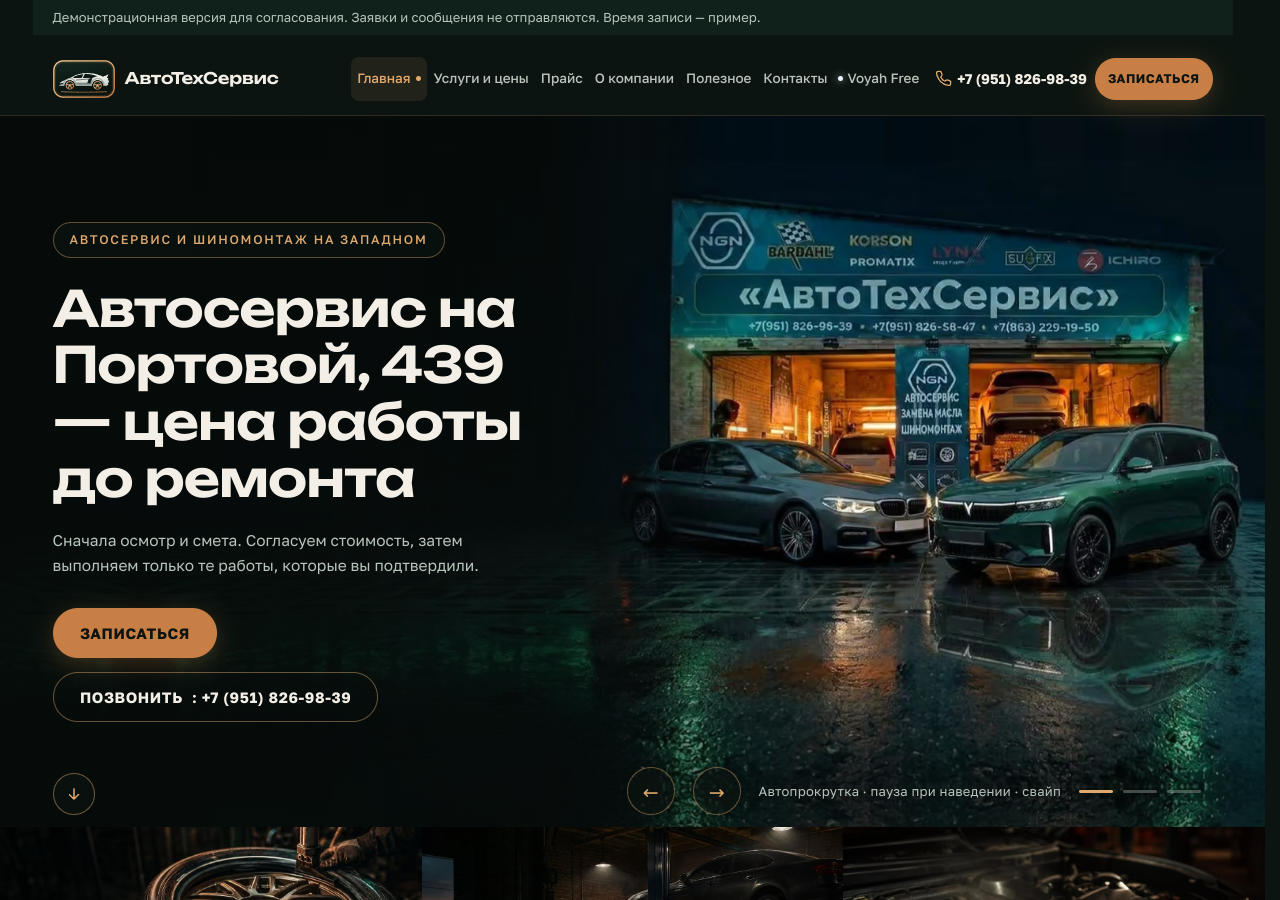 Демонстрационная версия для согласования. Заявки и сообщения не отправляются. Время записи — пример.
АвтоТехСервис
Главная
Услуги и цены
Прайс
О компании
Полезное
Контакты
Voyah Free
+7 (951) 826-98-39
ЗАПИСАТЬСЯ
АВТОСЕРВИС И ШИНОМОНТАЖ НА ЗАПАДНОМ
Автосервис на
Портовой, 439
— цена работы
до ремонта
Сначала осмотр и смета. Согласуем стоимость, затем
выполняем только те работы, которые вы подтвердили.
ЗАПИСАТЬСЯ
ПОЗВОНИТЬ : +7 (951) 826-98-39
NGN
BARDAHL
KORSON
PROMATIX
LYNX
SUFIX
ICHIRO
«АвтоТехСервис»
+7(951) 826-96-39 • +7(951) 826-58-47 • +7(863) 229-19-50
NGN
АВТОСЕРВИС
ЗАМЕНА МАСЛА
ШИНОМОНТАЖ
Автопрокрутка · пауза при наведении · свайп